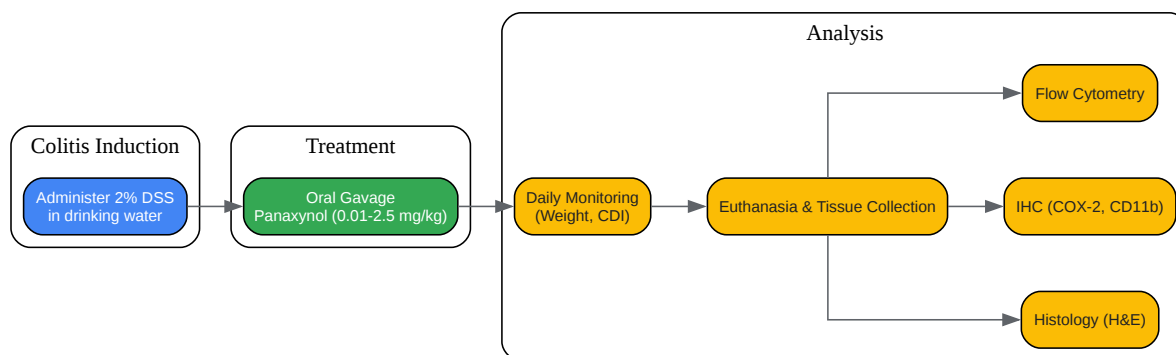 Colitis Induction
Administer 2% DSS
in drinking water
Treatment
Oral Gavage
Panaxynol (0.01-2.5 mg/kg)
Analysis
Daily Monitoring
(Weight, CDI)
Euthanasia & Tissue Collection
Flow Cytometry
IHC (COX-2, CD11b)
Histology (H&E)